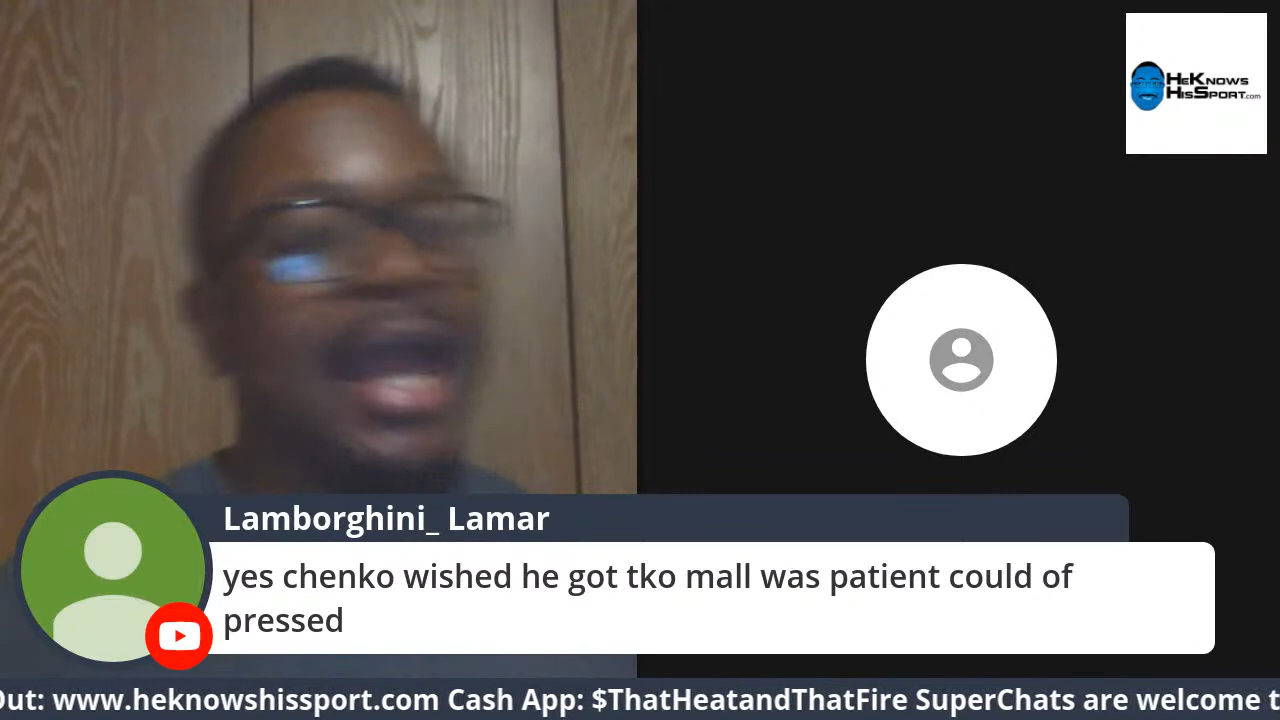 HeKnows
HisSport.com
Lamborghini_ Lamar
yes chenko wished he got tko mall was patient could of
pressed
Out: www.heknowshissport.com Cash App: $ThatHeatandThatFire SuperChats are welcome t